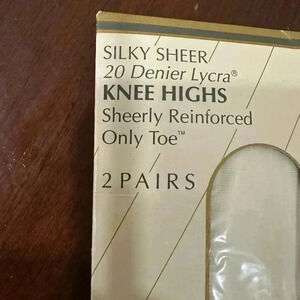 SILKY SHEER
20 Denier Lycra®
KNEE HIGHS
Sheerly Reinforced
Only Toe™
2 PAIRS